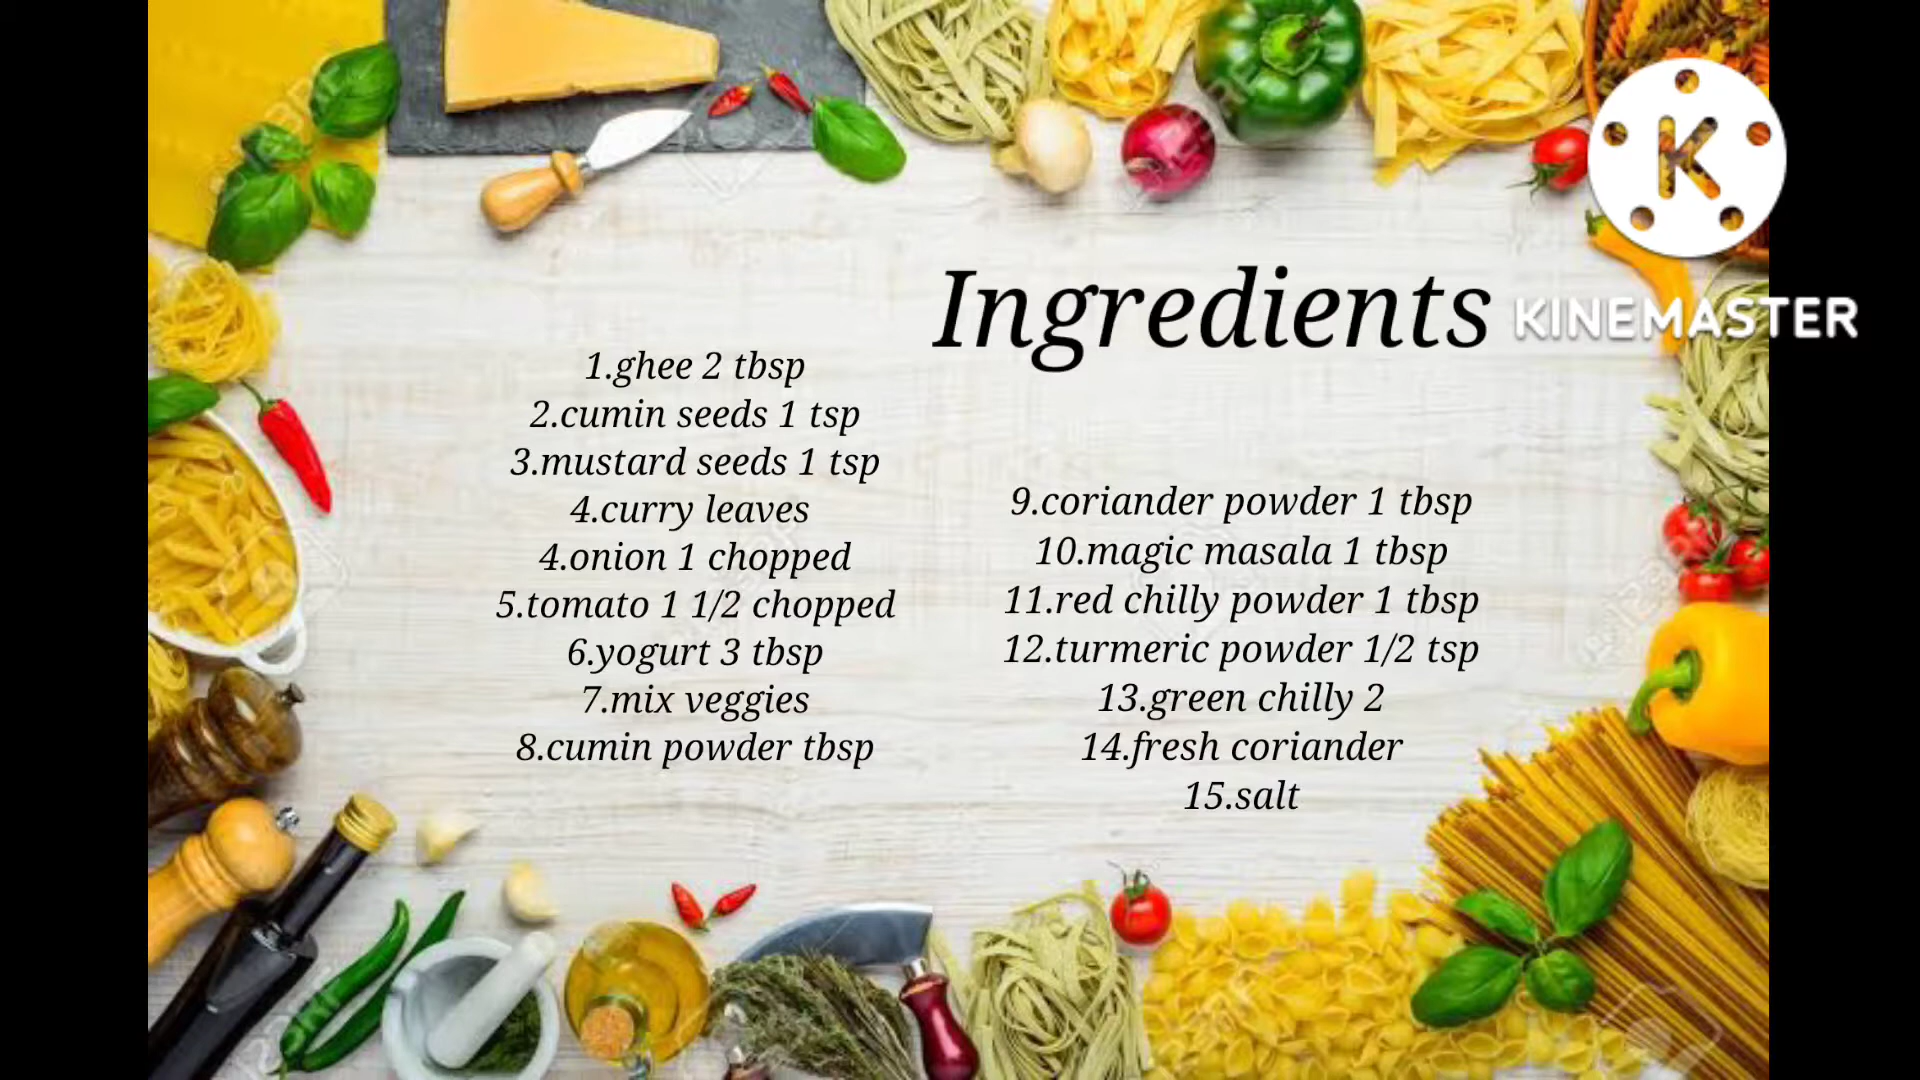 Ingredients
KINEMASTER
1.ghee 2 tbsp
2.cumin seeds 1 tsp
3.mustard seeds 1 tsp
4.curry leaves
4.onion 1 chopped
5.tomato 1 1/2 chopped
6.yogurt 3 tbsp
7.mix veggies
8.cumin powder tbsp
9.coriander powder 1 tbsp
10.magic masala 1 tbsp
11.red chilly powder 1 tbsp
12.turmeric powder 1/2 tsp
13.green chilly 2
14.fresh coriander
15.salt